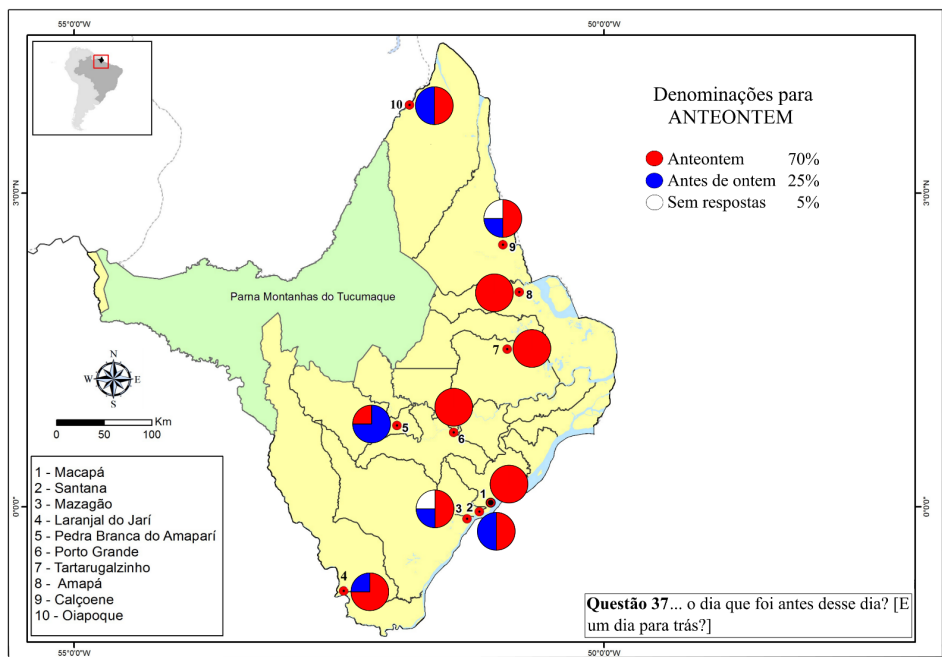 55°0'0"W
50°0'0"W
Denominações para
ANTEONTEM
Anteontem 70%
Antes de ontem 25%
Sem respostas 5%
3°0'0"N
3°0'0"N
10
9
8
7
Parna Montanhas do Tucumaque
N
W E
S
Km
0 50 100
5
6
1
2
3
4
0°0'0"
0°0'0"
1 - Macapá
2 - Santana
3 - Mazagão
4 - Laranjal do Jarí
5 - Pedra Branca do Amaparí
6 - Porto Grande
7 - Tartarugalzinho
8 - Amapá
9 - Calçoene
10 - Oiapoque
Questão 37... o dia que foi antes desse dia? [E
um dia para trás?]
55°0'0"W
50°0'0"W